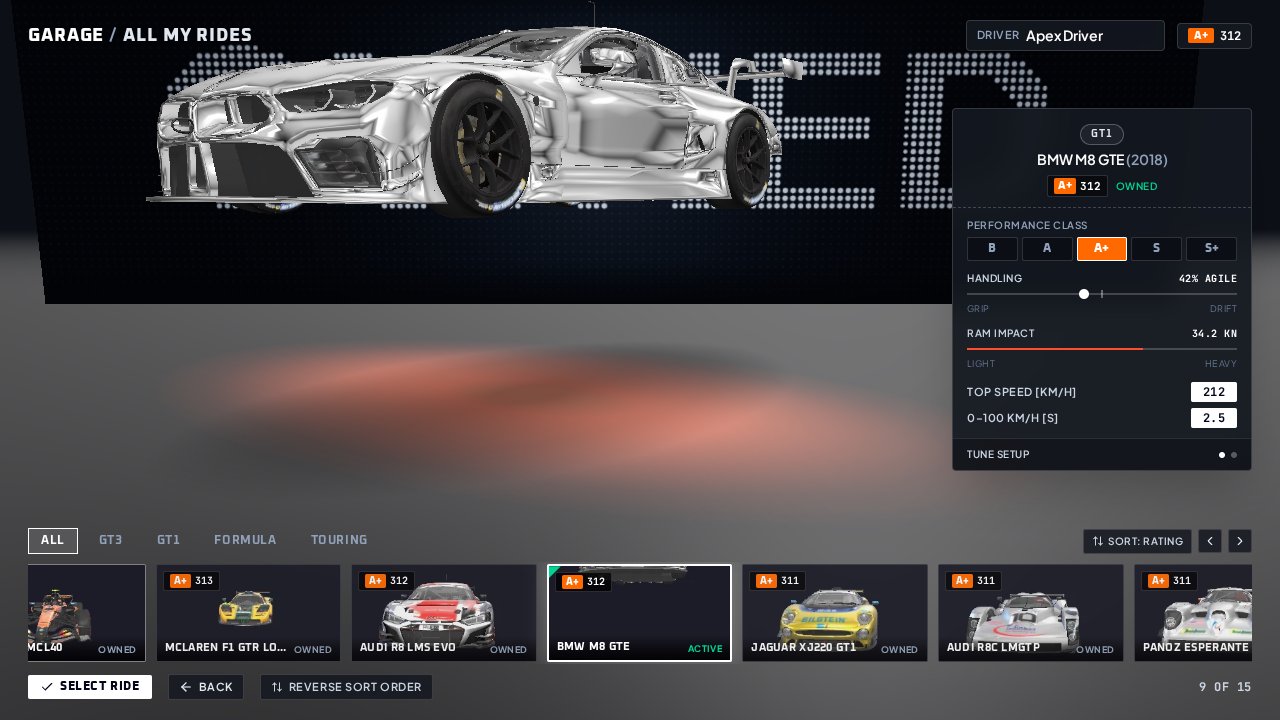 GARAGE / ALL MY RIDES
DRIVER ApexDriver
A+ 312
GT1
BMW M8 GTE (2018)
A+ 312 OWNED
PERFORMANCE CLASS
B A A+ S S+
HANDLING 42% AGILE
GRIP DRIFT
RAM IMPACT 34.2 KN
LIGHT HEAVY
TOP SPEED [KM/H] 212
0–100 KM/H [S] 2.5
TUNE SETUP
ALL GT3 GT1 FORMULA TOURING
SORT: RATING
MCL40 OWNED
A+ 313
MCLAREN F1 GTR LO... OWNED
A+ 312
AUDI R8 LMS EVO OWNED
A+ 312
BMW M8 GTE ACTIVE
A+ 311
BILSTEIN
JAGUAR XJ220 GT1 OWNED
A+ 311
AUDI R8C LMGTP OWNED
A+ 311
PANOZ ESPERANTE
SELECT RIDE
BACK
REVERSE SORT ORDER
9 OF 15